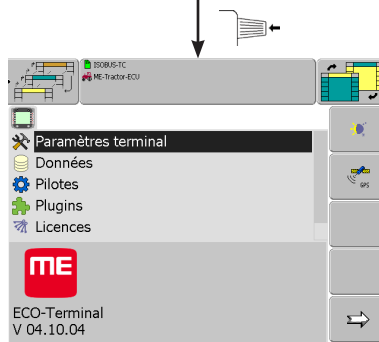 ISOBUS-TC
ME-Tractor-ECU
Paramètres terminal
Données
Pilotes
GPS
Plugins
Licences
ME
ECO-Terminal
V 04.10.04